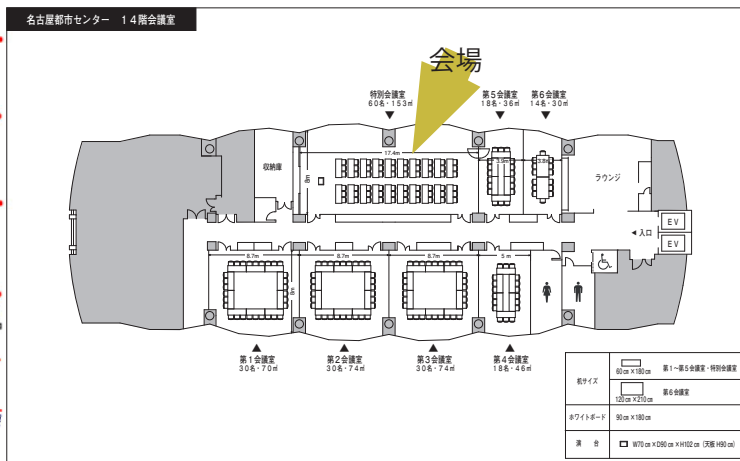 名古屋都市センター 14階会議室
会場
特別会議室
60名・153㎡
第5会議室
18名・36㎡
第6会議室
14名・30㎡
17.4m
3.9m
3.8m
収納庫
8m
ラウンジ
EV
◀入口
EV
8.7m
8.7m
8.7m
5m
8m
第1会議室
30名・70㎡
第2会議室
30名・74㎡
第3会議室
30名・74㎡
第4会議室
18名・46㎡
机サイズ
60㎝×180㎝ 第1〜第5会議室・特別会議室
120㎝×210㎝ 第6会議室
ホワイトボード 90㎝×180㎝
演台 W70㎝×D90㎝×H102㎝(天板H90㎝)